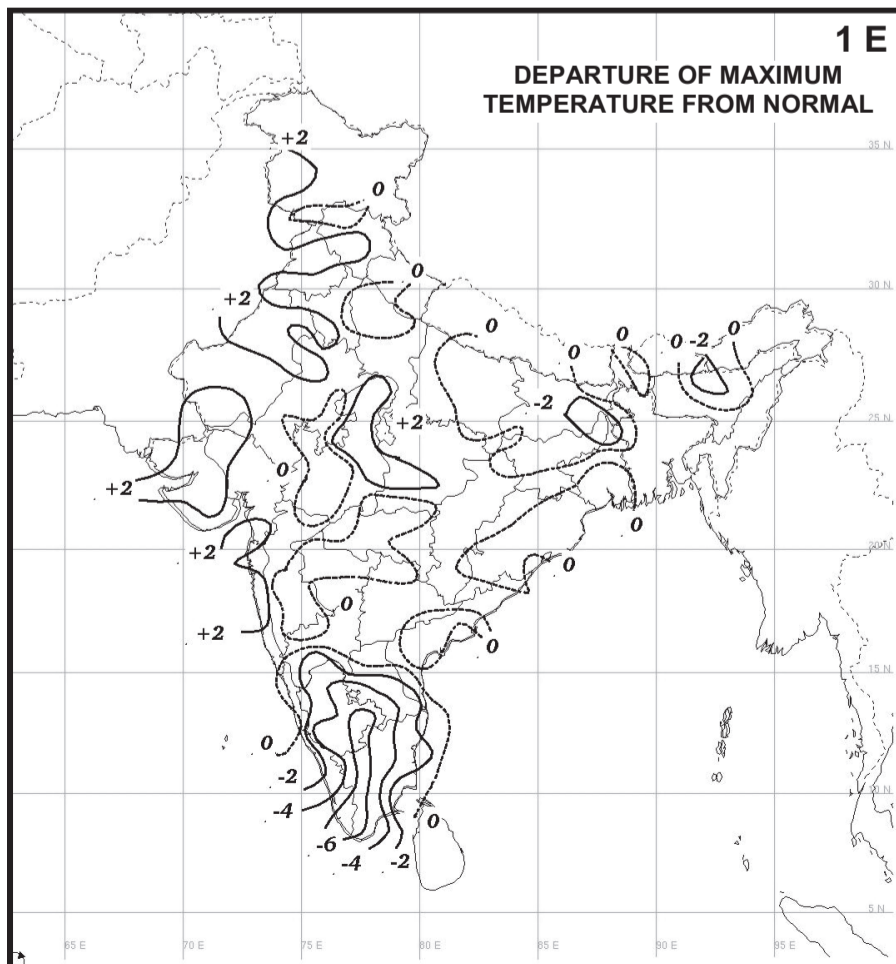 1 E
DEPARTURE OF MAXIMUM
TEMPERATURE FROM NORMAL
+2
35 N
0
0
30 N
+2
0
0
0 -2 0
0
-2
25 N
+2
0
+2
0
20 N
+2
0
0
+2
0
15 N
0
-2
10 N
-4
0
-6
-4 -2
5 N
65 E 70 E 75 E 80 E 85 E 90 E 95 E